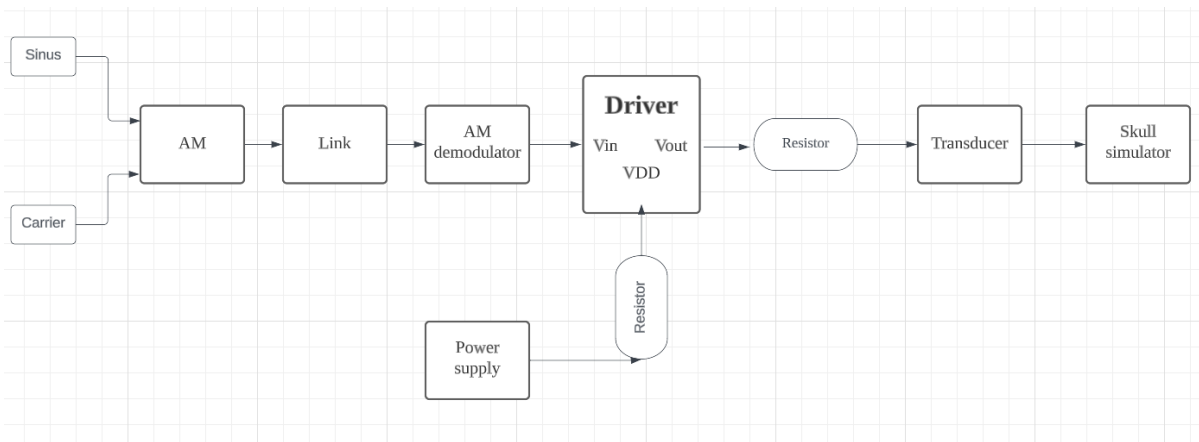 Sinus
AM
Link
AM
demodulator
Driver
Vin Vout
VDD
Resistor
Transducer
Skull
simulator
Carrier
Resistor
Power
supply